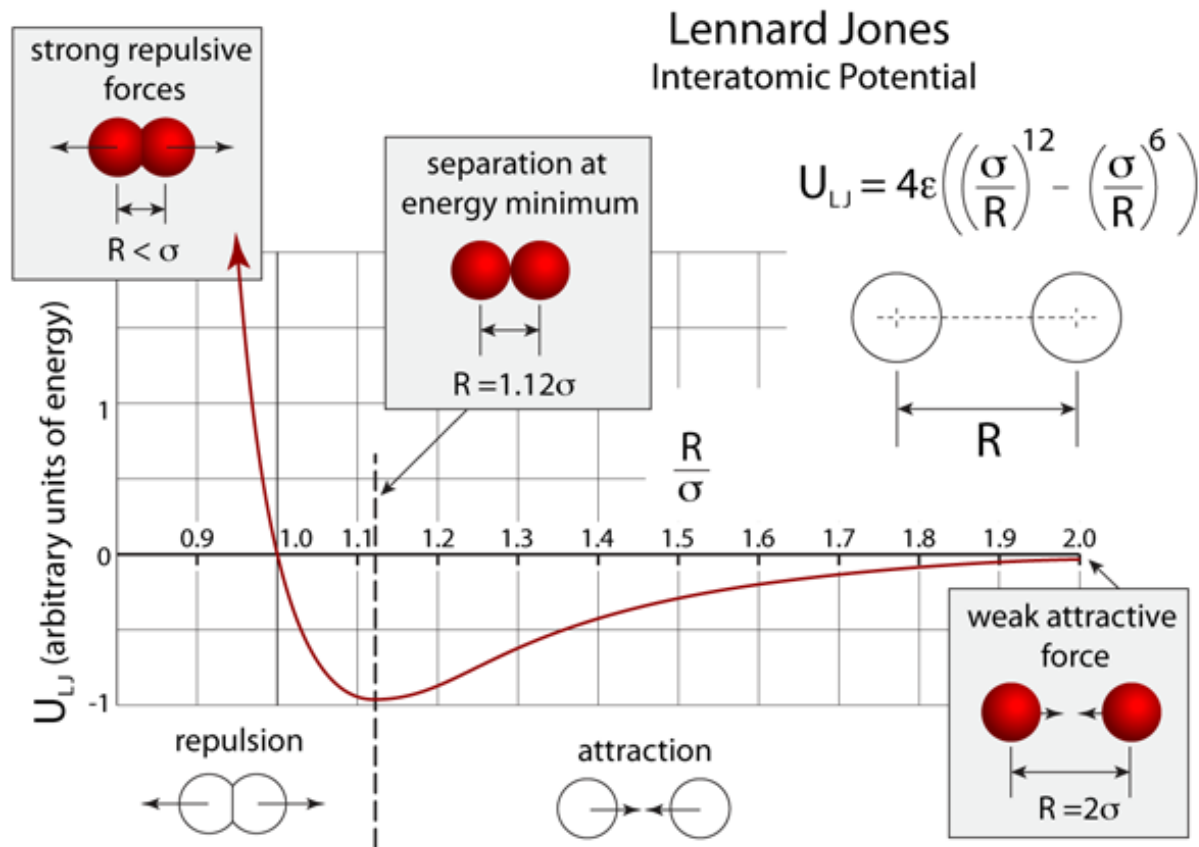 Lennard Jones
Interatomic Potential
strong repulsive
forces
R < σ
separation at
energy minimum
R =1.12σ
U_LJ = 4ε((σ/R)^12 - (σ/R)^6)
R
R/σ
U_LJ (arbitrary units of energy)
1
0
-1
0.9 1.0 1.1 1.2 1.3 1.4 1.5 1.6 1.7 1.8 1.9 2.0
weak attractive
force
R =2σ
repulsion
attraction